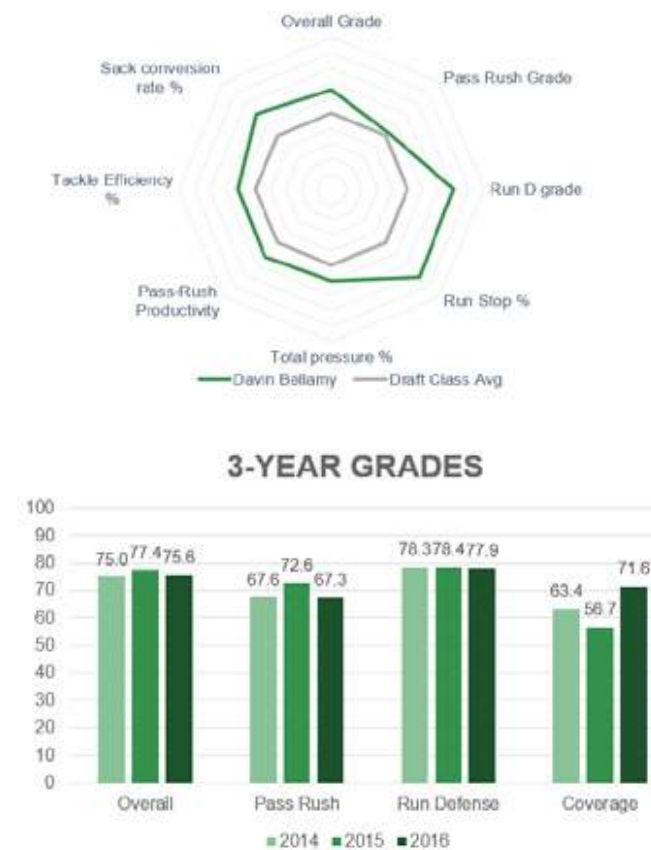 Overall Grade
Sack conversion
rate %
Pass Rush Grade
Tackle Efficiency
%
Run D grade
Pass-Rush
Productivity
Run Stop %
Total pressure %
Davin Bellamy
Draft Class Avg
3-YEAR GRADES
100
90
80
70
60
50
40
30
20
10
0
75.0 77.4 75.6
67.6 72.6 67.3
78.3 78.4 77.9
63.4 56.7 71.6
Overall
Pass Rush
Run Defense
Coverage
2014 2015 2016